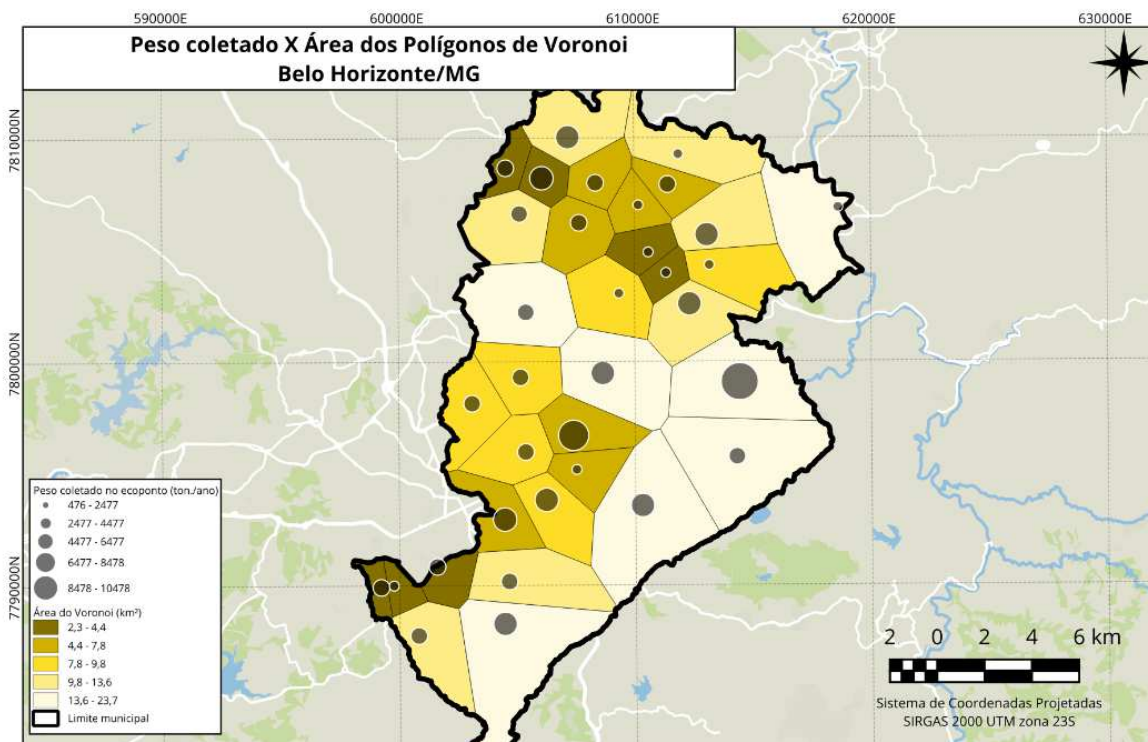 590000E
600000E
610000E
620000E
630000E
Peso coletado X Área dos Polígonos de Voronoi
Belo Horizonte/MG
7810000N
7800000N
7790000N
Peso coletado no ecoponto (ton./ano)
476 - 2477
2477 - 4477
4477 - 6477
6477 - 8478
8478 - 10478
Área do Voronoi (km²)
2,3 - 4,4
4,4 - 7,8
7,8 - 9,8
9,8 - 13,6
13,6 - 23,7
Limite municipal
2 0 2 4 6 km
Sistema de Coordenadas Projetadas
SIRGAS 2000 UTM zona 23S